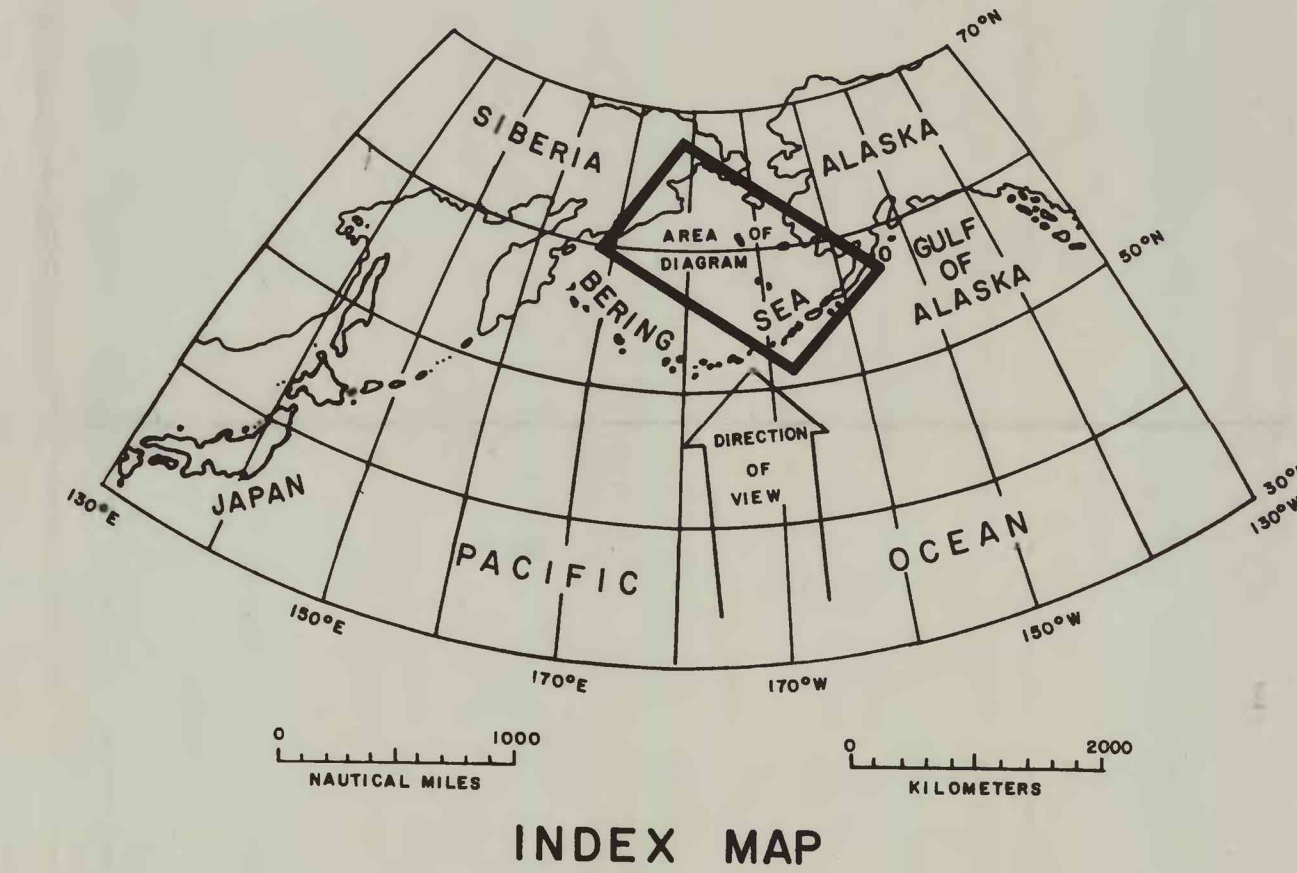 70°N
SIBERIA
ALASKA
AREA OF
DIAGRAM
GULF
OF
ALASKA
50°N
BERING
SEA
DIRECTION
OF
VIEW
JAPAN
130°E
30°N
130°W
PACIFIC
OCEAN
150°E
150°W
170°E
170°W
0 1000
NAUTICAL MILES
0 2000
KILOMETERS
INDEX MAP